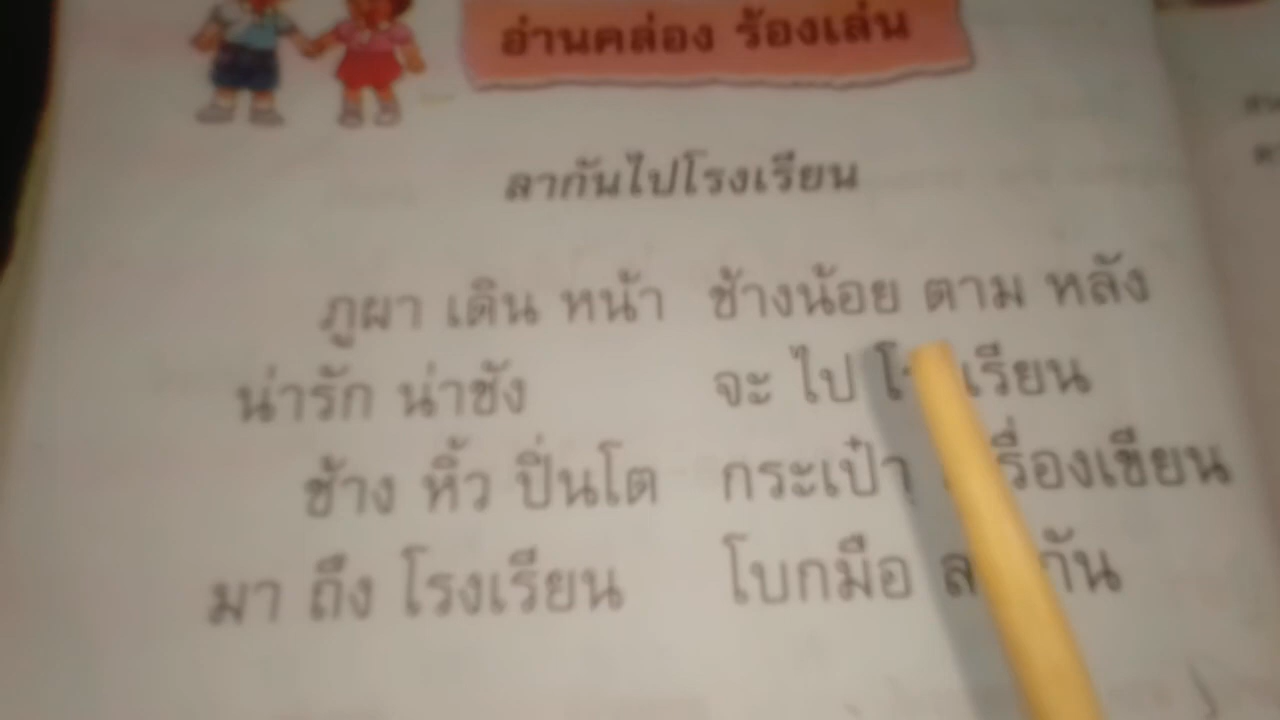 อ่านคล่อง ร้องเล่น
ลากันไปโรงเรียน
ภูผา เดิน หน้า ช้างน้อย ตาม หลัง
น่ารัก น่าชัง จะ ไป
ช้าง หิ้ว ปิ่นโต กระเป๋า
มา ถึง โรงเรียน โบกมือ